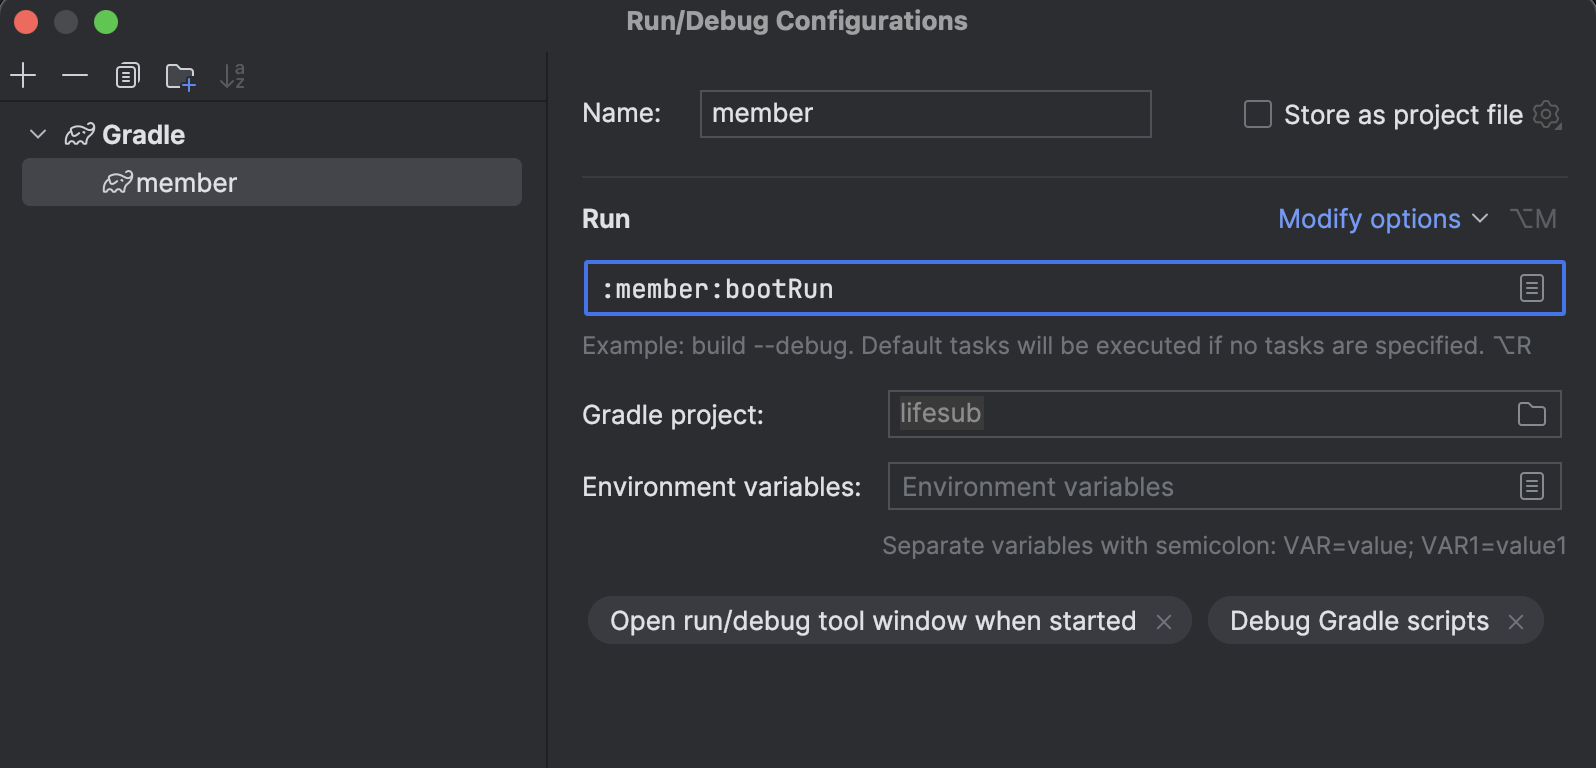 Run/Debug Configurations
Gradle
member
Name: member
Store as project file
Run
Modify options ⌥M
:member:bootRun
Example: build --debug. Default tasks will be executed if no tasks are specified. ⌥R
Gradle project: lifesub
Environment variables: Environment variables
Separate variables with semicolon: VAR=value; VAR1=value1
Open run/debug tool window when started
Debug Gradle scripts